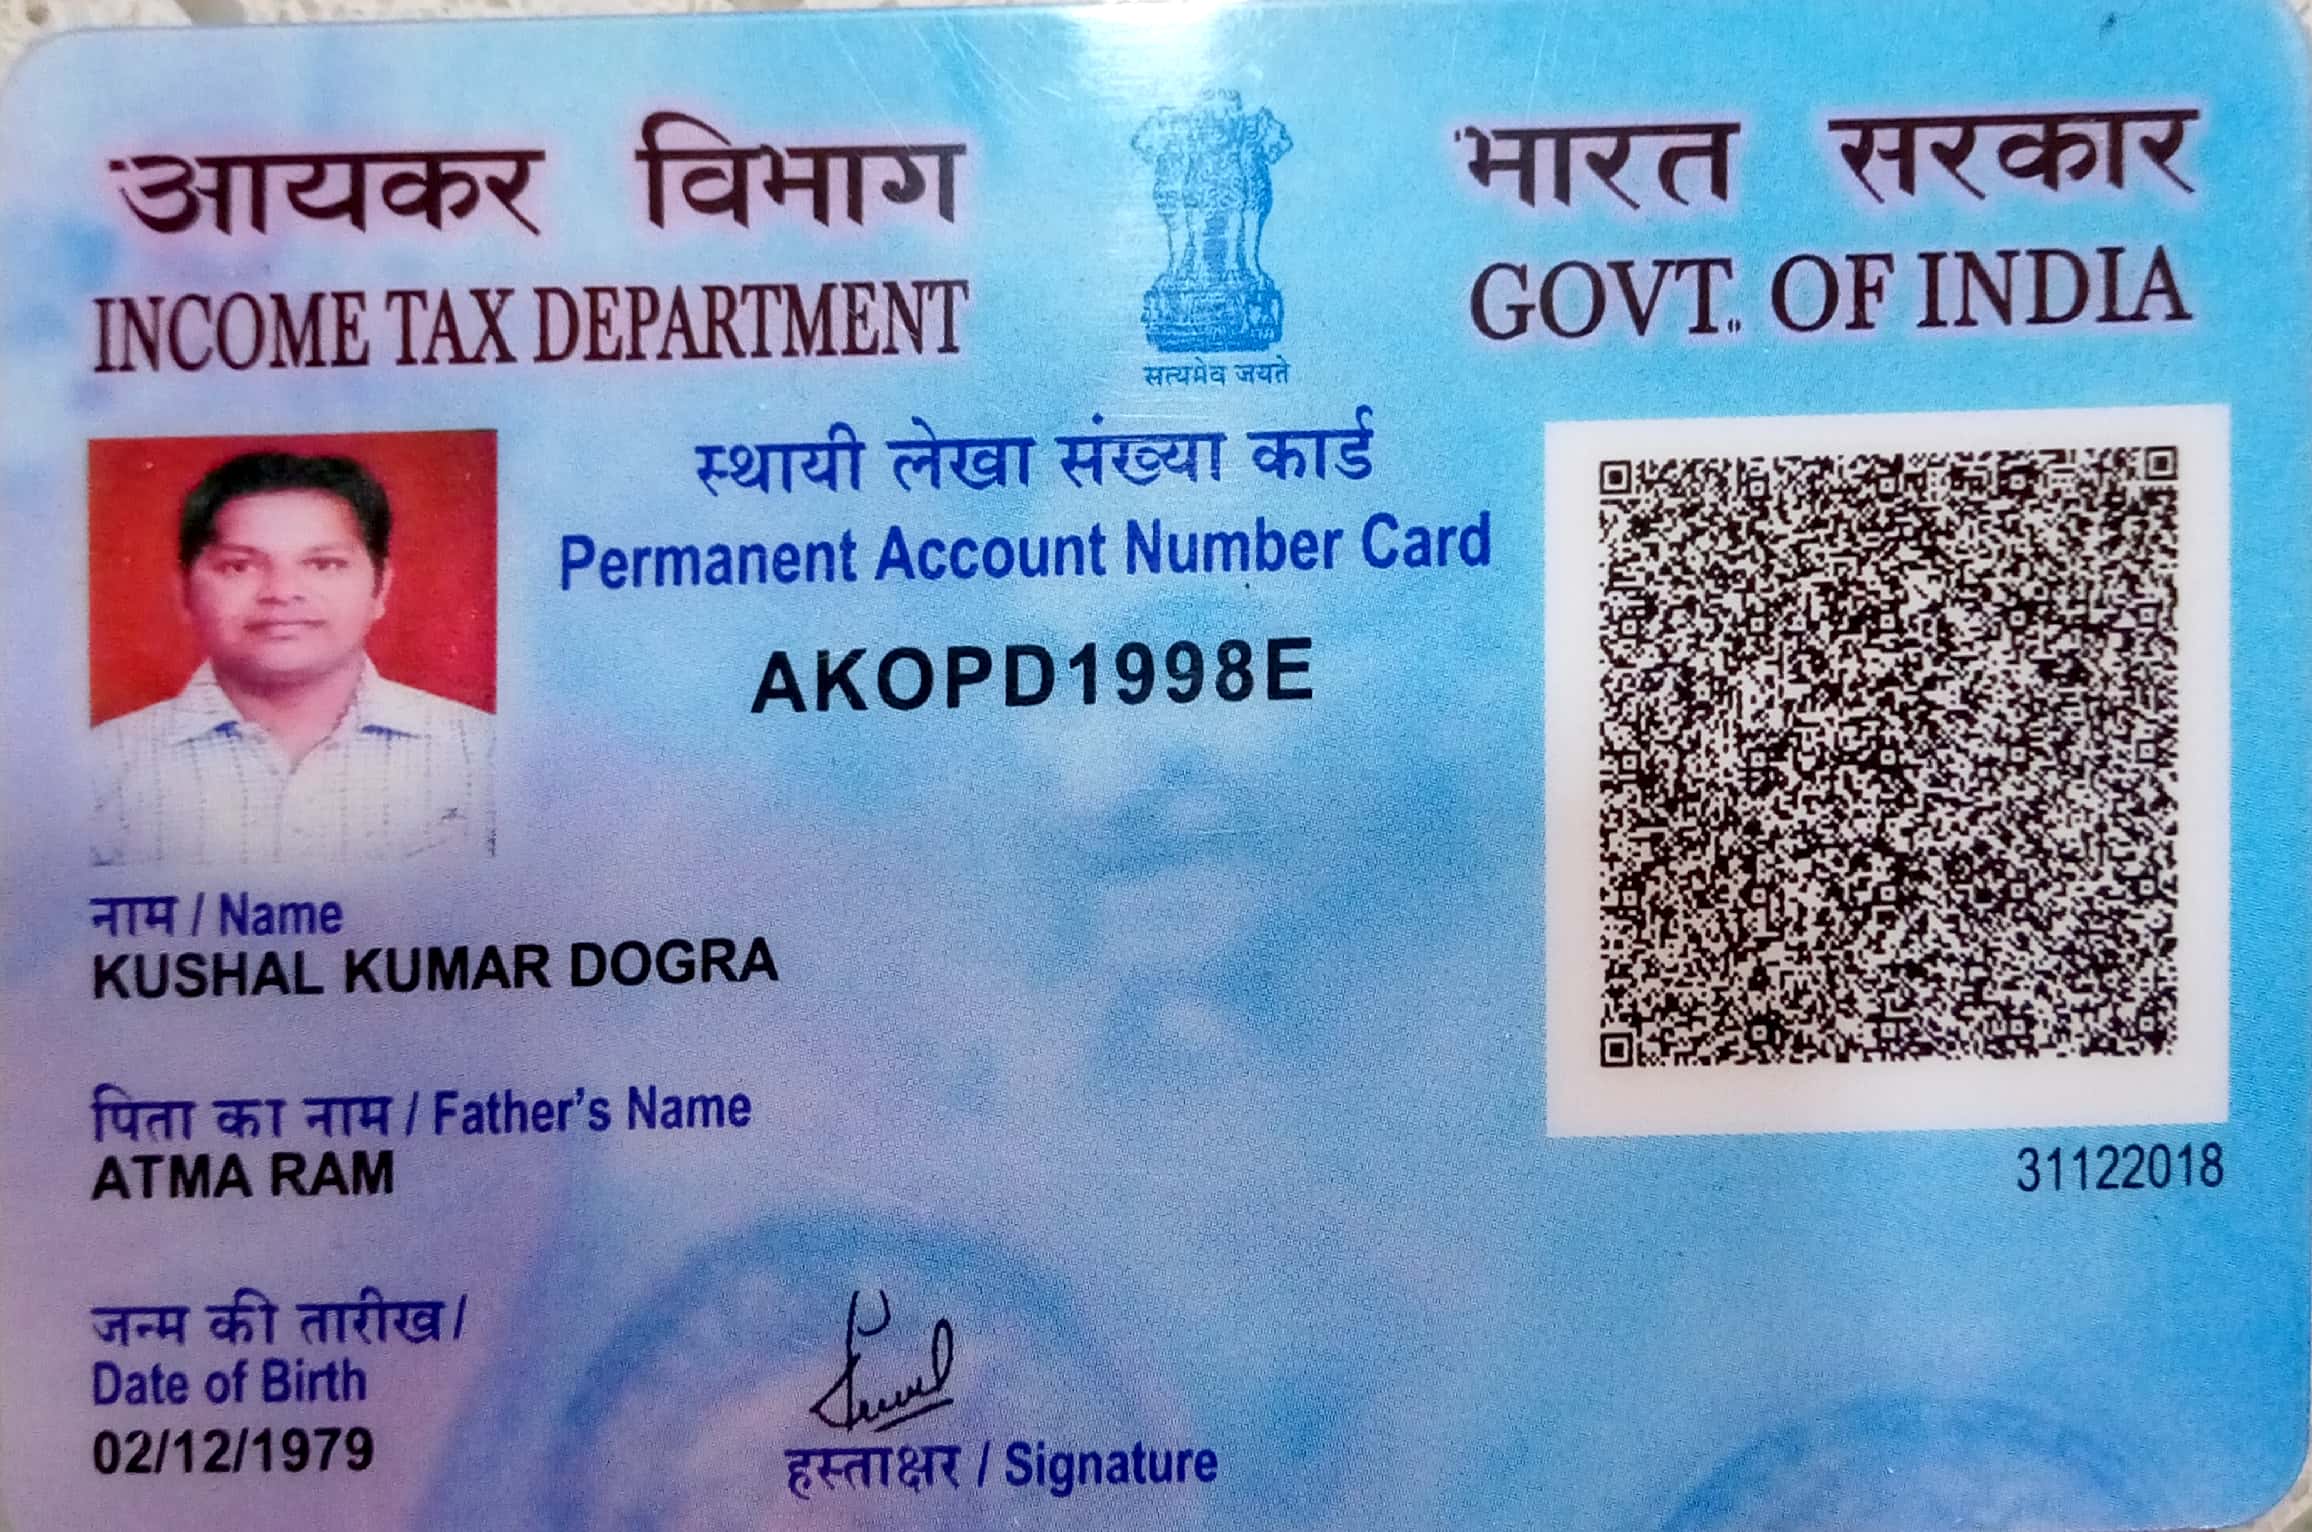 आयकर विभाग
INCOME TAX DEPARTMENT
सत्यमेव जयते
भारत सरकार
GOVT. OF INDIA
स्थायी लेखा संख्या कार्ड
Permanent Account Number Card
AKOPD1998E
नाम / Name
KUSHAL KUMAR DOGRA
पिता का नाम / Father's Name
ATMA RAM
31122018
जन्म की तारीख /
Date of Birth
02/12/1979
हस्ताक्षर / Signature